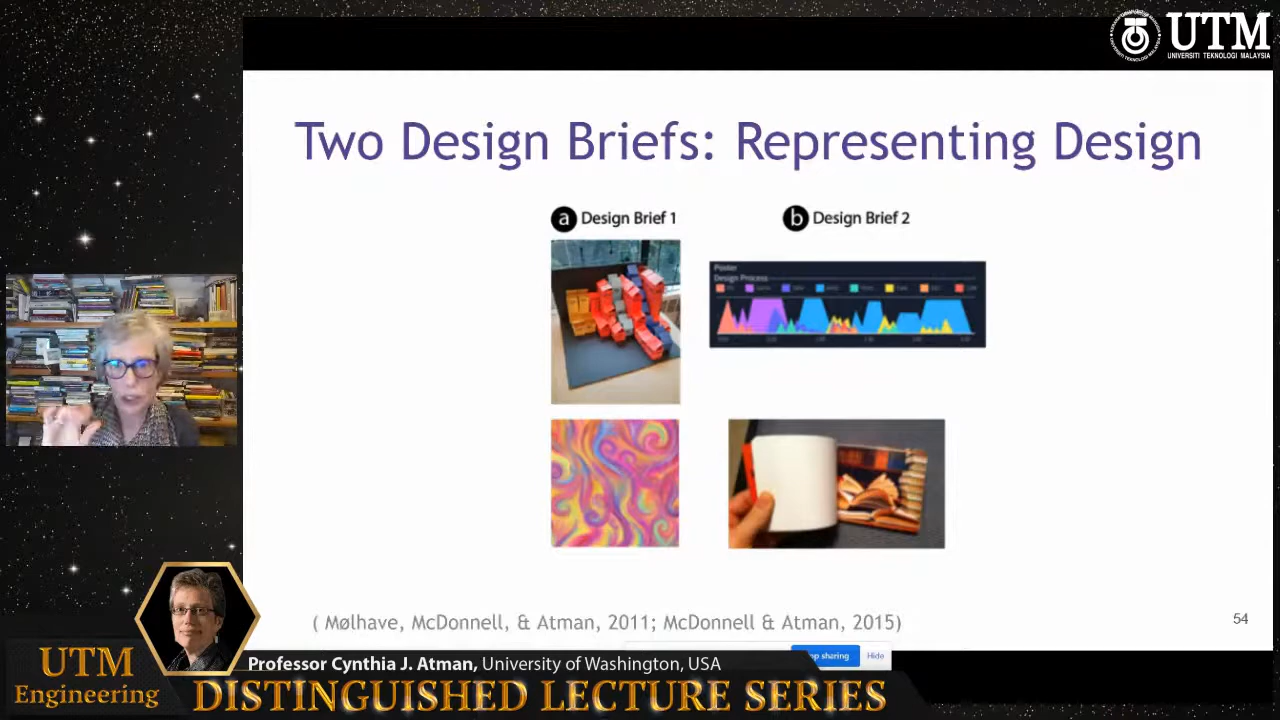 UTM
UNIVERSITI TEKNOLOGI MALAYSIA
Two Design Briefs: Representing Design
a Design Brief 1
b Design Brief 2
Poster
Design Process
( Mølhave, McDonnell, & Atman, 2011; McDonnell & Atman, 2015)
54
sharing
Hide
Professor Cynthia J. Atman, University of Washington, USA
UTM
Engineering
DISTINGUISHED LECTURE SERIES